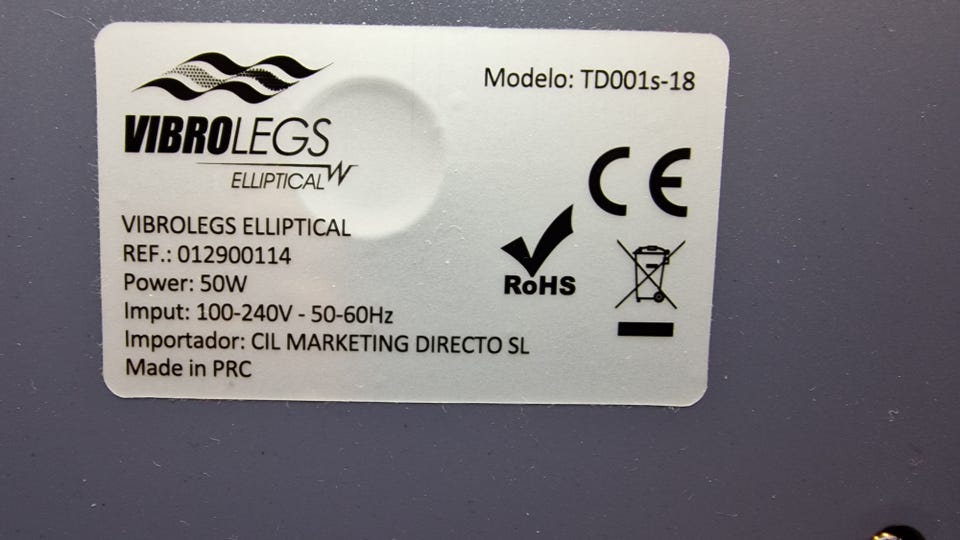 Modelo: TD001s-18
VIBROLEGS
ELLIPTICAL
VIBROLEGS ELLIPTICAL
REF.: 012900114
Power: 50W
Imput: 100-240V - 50-60Hz
Importador: CIL MARKETING DIRECTO SL
Made in PRC
CE
RoHS